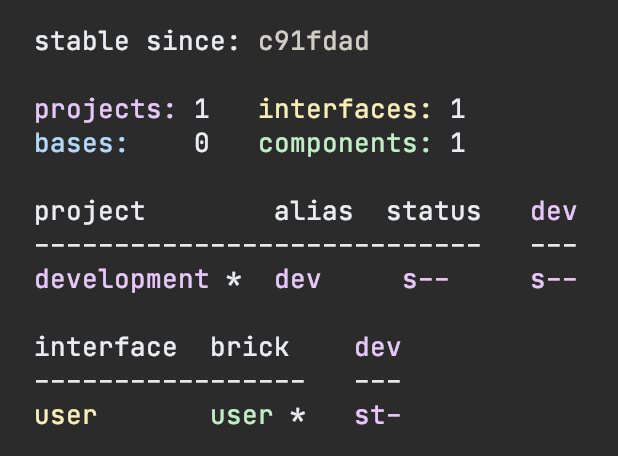 stable since: c91fdad
projects: 1   interfaces: 1
bases:    0   components: 1
project        alias  status   dev
----------------------------   ---
development *  dev     s--     s--
interface  brick    dev
-----------------   ---
user       user *   st-